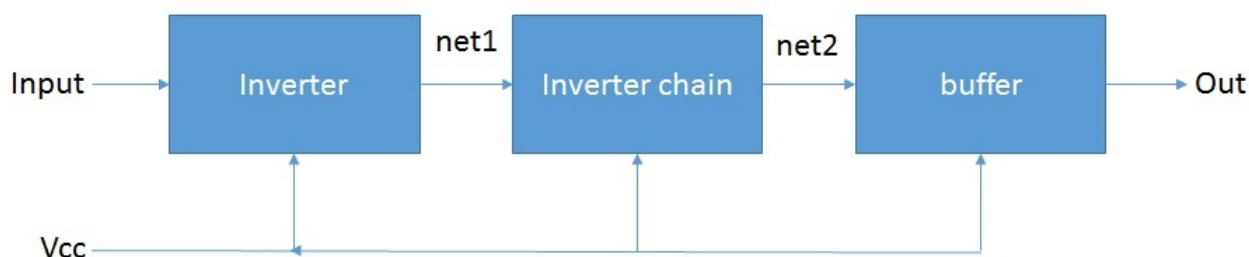 net1
net2
Input
Inverter
Inverter chain
buffer
Out
Vcc